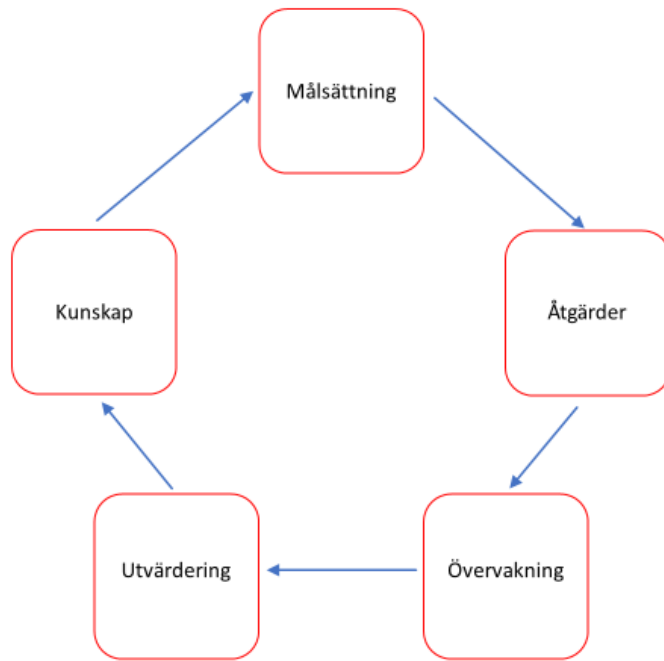 Målsättning
Åtgärder
Övervakning
Utvärdering
Kunskap